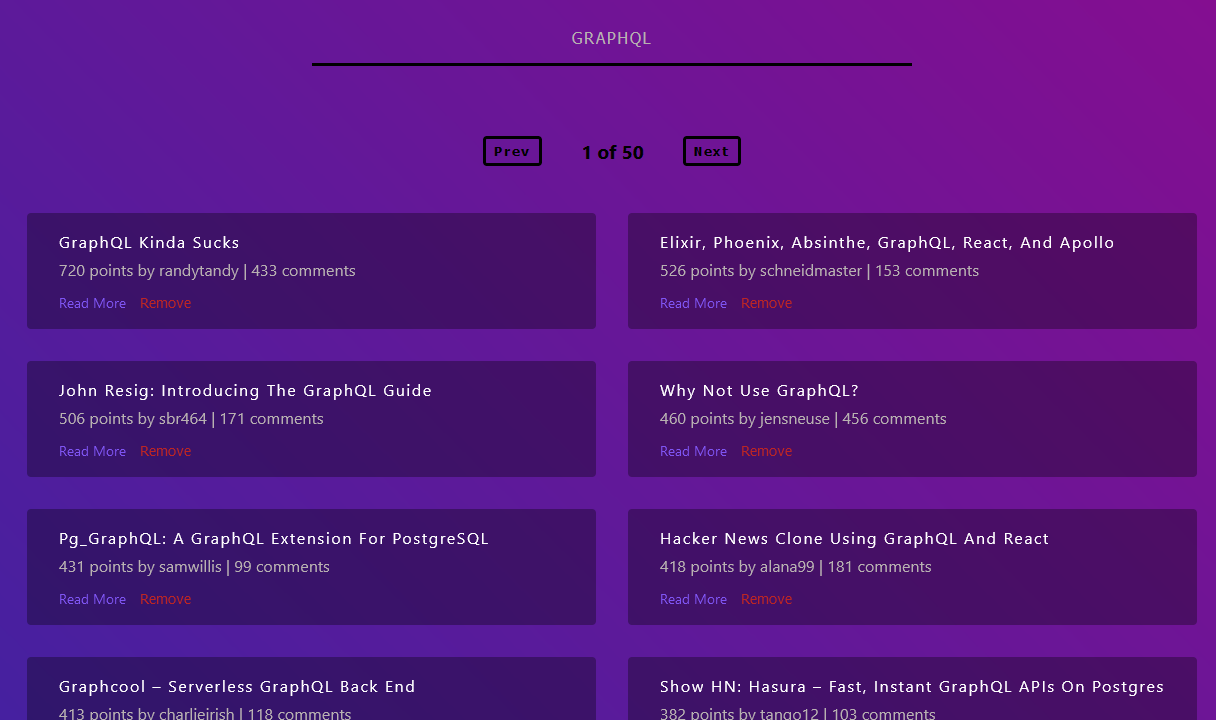 GRAPHQL
Prev 1 of 50 Next
GraphQL Kinda Sucks
720 points by randytandy | 433 comments
Read More Remove
Elixir, Phoenix, Absinthe, GraphQL, React, And Apollo
526 points by schneidmaster | 153 comments
Read More Remove
John Resig: Introducing The GraphQL Guide
506 points by sbr464 | 171 comments
Read More Remove
Why Not Use GraphQL?
460 points by jensneuse | 456 comments
Read More Remove
Pg_GraphQL: A GraphQL Extension For PostgreSQL
431 points by samwillis | 99 comments
Read More Remove
Hacker News Clone Using GraphQL And React
418 points by alana99 | 181 comments
Read More Remove
Graphcool – Serverless GraphQL Back End
413 points by charlieirish | 118 comments
Show HN: Hasura – Fast, Instant GraphQL APIs On Postgres
382 points by tango12 | 103 comments